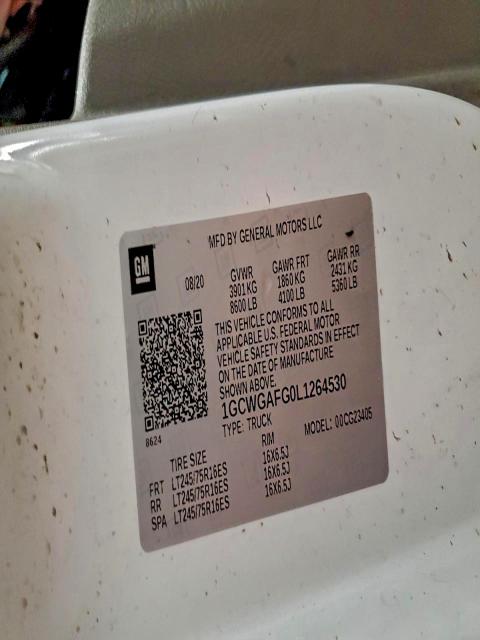 MFD BY GENERAL MOTORS LLC
GM
08/20 GVWR GAWR FRT GAWR RR
3901 KG 1860 KG 2431 KG
8600 LB 4100 LB 5360 LB
THIS VEHICLE CONFORMS TO ALL
APPLICABLE U.S. FEDERAL MOTOR
VEHICLE SAFETY STANDARDS IN EFFECT
ON THE DATE OF MANUFACTURE
SHOWN ABOVE.
1GCWGAFG0L1264530
8624
TYPE: TRUCK MODEL: 00CG23405
TIRE SIZE RIM
FRT LT245/75R16ES 16X6.5J
RR LT245/75R16ES 16X6.5J
SPA LT245/75R16ES 16X6.5J